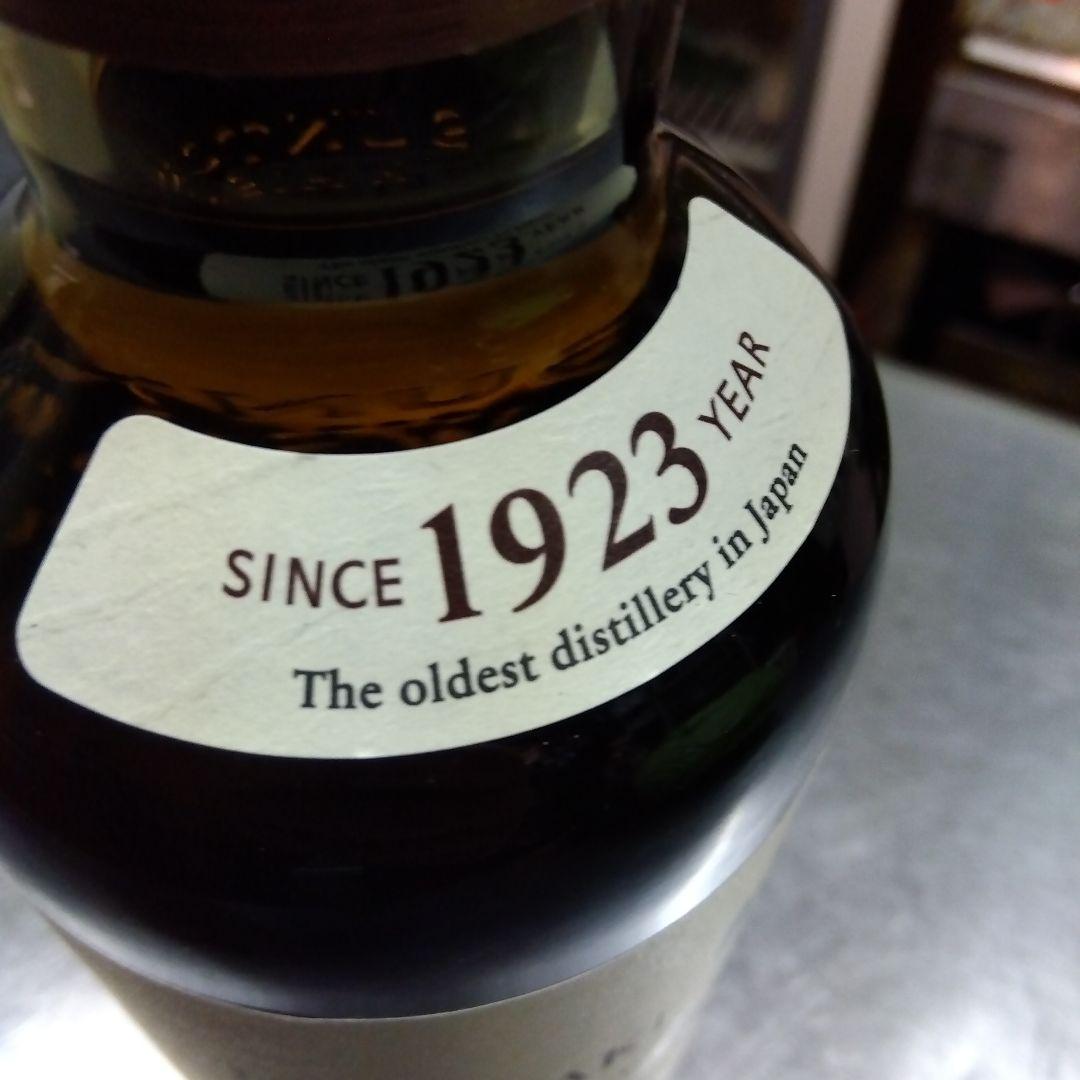 SINCE 1923 YEAR
The oldest distillery in Japan